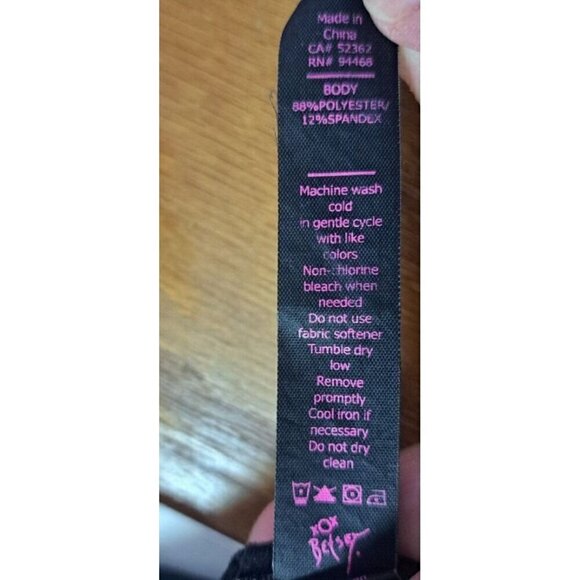 Made in
China
CA# 52362
RN# 94468
BODY
88%POLYESTER/
12%SPANDEX
Machine wash
cold
in gentle cycle
with like
colors
Non-chlorine
bleach when
needed
Do not use
fabric softener
Tumble dry
low
Remove
promptly
Cool iron if
necessary
Do not dry
clean
xOx
Betsey